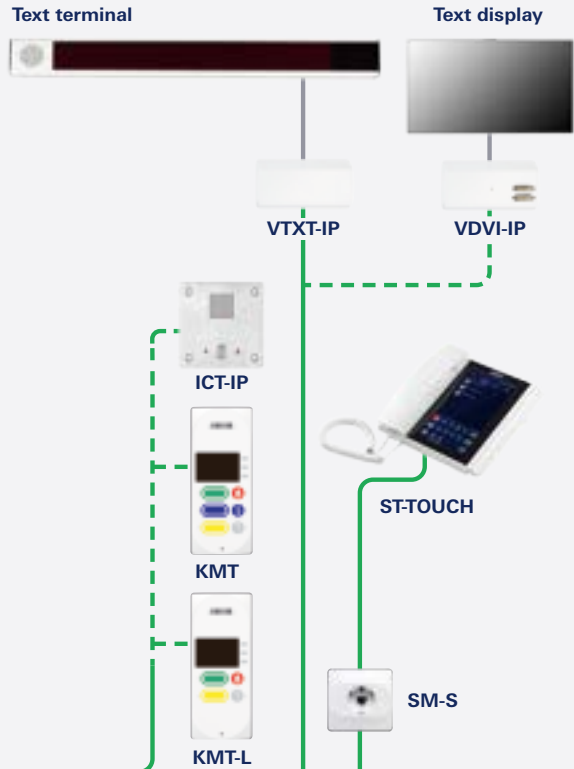 Text terminal
Text display
VTXT-IP
VDVI-IP
ICT-IP
ST-TOUCH
KMT
SM-S
KMT-L